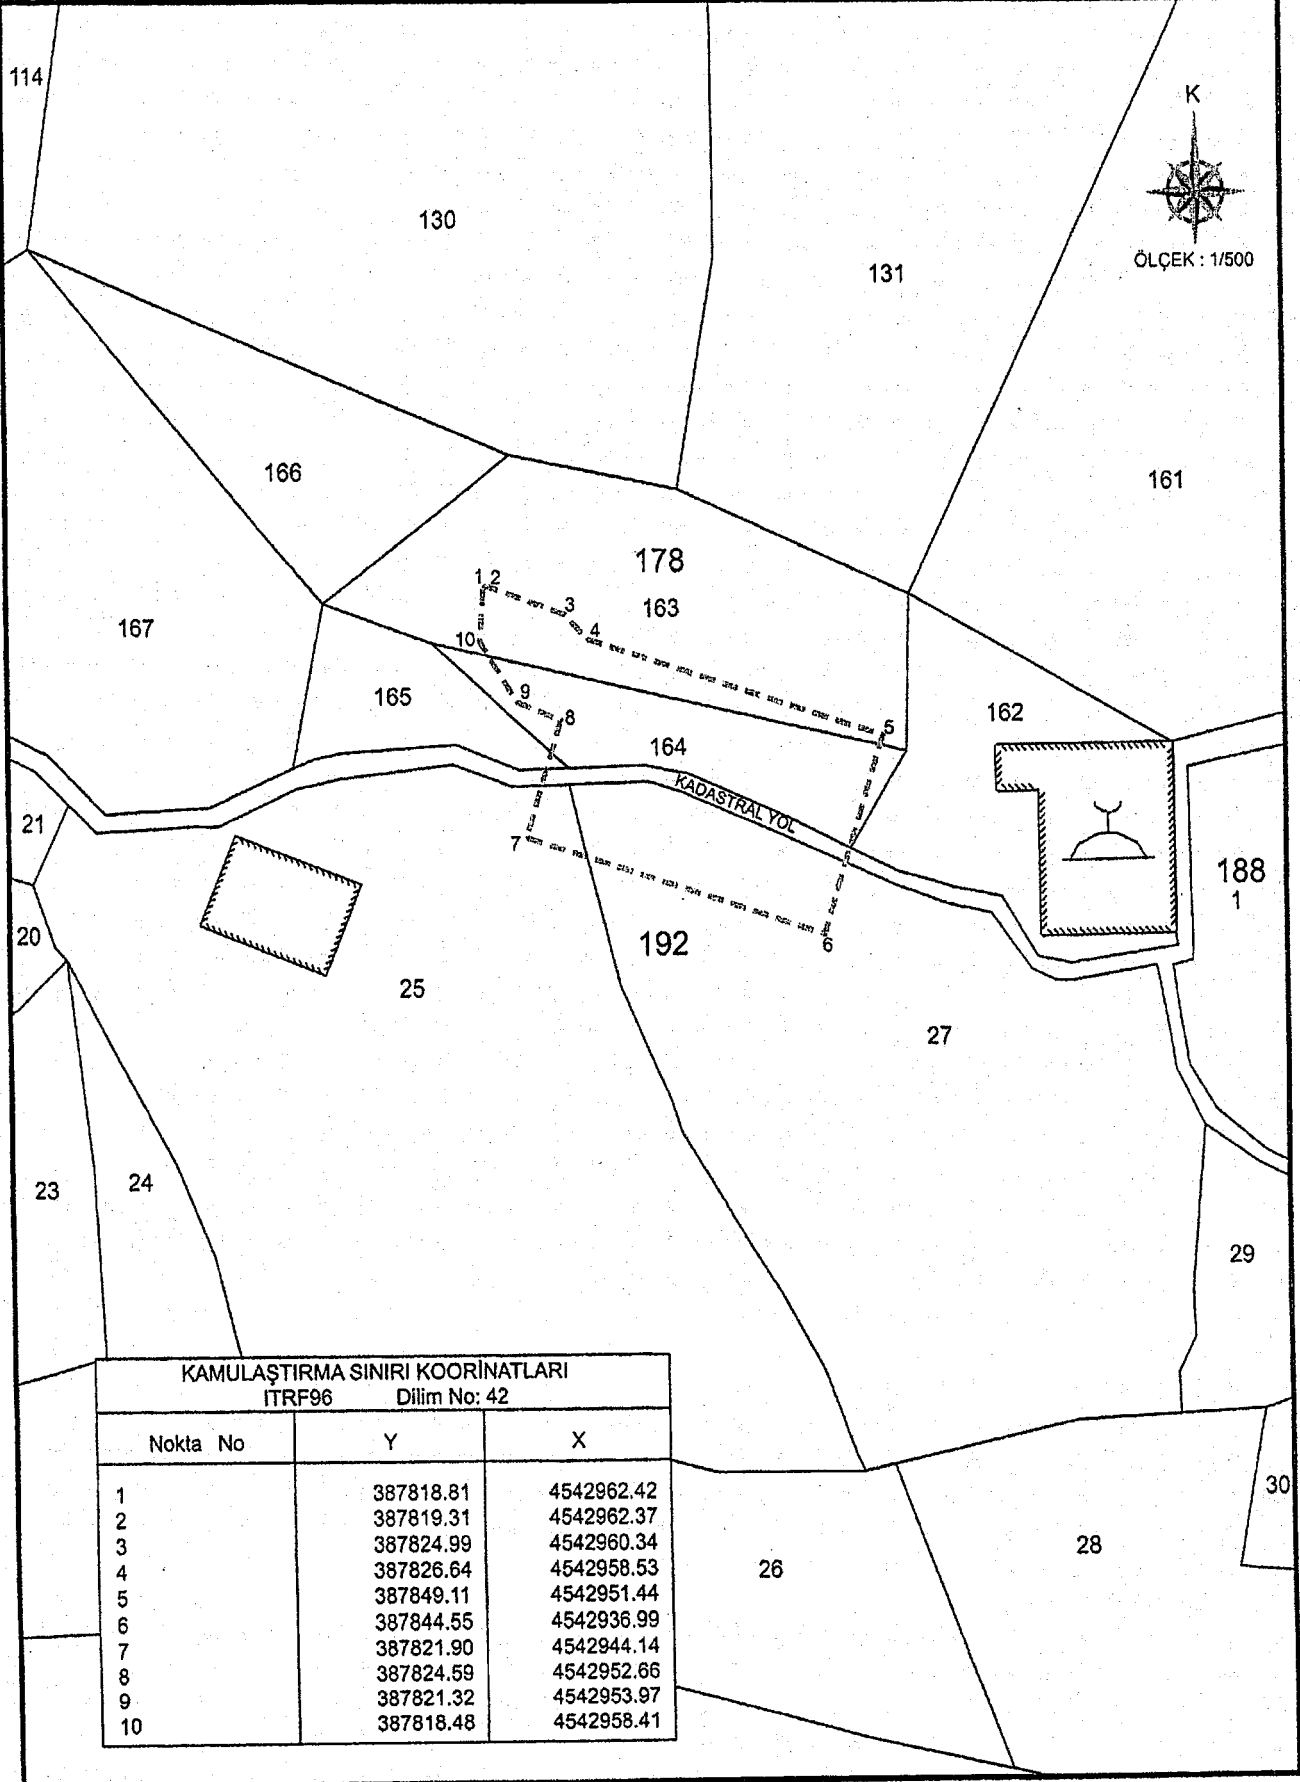 114
K
130
131
ÖLÇEK : 1/500
166
161
178
1 2
163
3
167
4
10
165
9
8
5
162
164
KADASTRAL YOL
21
7
188
1
20
192
6
25
27
23
24
29
KAMULAŞTIRMA SINIRI KOORİNATLARI
ITRF96 Dilim No: 42
Nokta No Y X
1 387818.81 4542962.42
2 387819.31 4542962.37
3 387824.99 4542960.34
4 387826.64 4542958.53
5 387849.11 4542951.44
6 387844.55 4542936.99
7 387821.90 4542944.14
8 387824.59 4542952.66
9 387821.32 4542953.97
10 387818.48 4542958.41
30
28
26